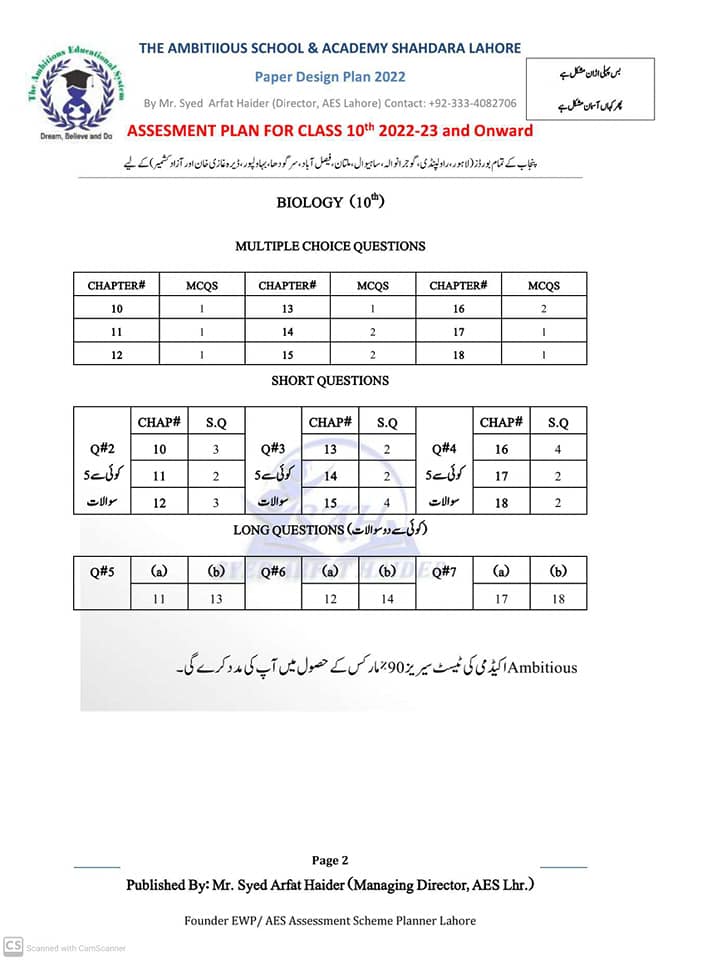 THE AMBITIIOUS SCHOOL & ACADEMY SHAHDARA LAHORE
Paper Design Plan 2022
By Mr. Syed Arfat Haider (Director, AES Lahore) Contact: +92-333-4082706
بس پہلی اڑان مشکل ہے
پھر کہاں آسمان مشکل ہے
The Ambitious Educational System
Dream, Believe and Do
ASSESMENT PLAN FOR CLASS 10th 2022-23 and Onward
پنجاب کے تمام بورڈز (لاہور، راولپنڈی، گوجرانوالہ، ساہیوال، ملتان، فیصل آباد، سرگودھا، بہاولپور، ڈیرہ غازی خان اور آزاد کشمیر) کے لیے
BIOLOGY (10th)
MULTIPLE CHOICE QUESTIONS
CHAPTER# MCQS CHAPTER# MCQS CHAPTER# MCQS
10 1 13 1 16 2
11 1 14 2 17 1
12 1 15 2 18 1
SHORT QUESTIONS
CHAP# S.Q CHAP# S.Q CHAP# S.Q
Q#2 10 3 Q#3 13 2 Q#4 16 4
کوئی سے 5 11 2 کوئی سے 5 14 2 کوئی سے 5 17 2
سوالات 12 3 سوالات 15 4 سوالات 18 2
LONG QUESTIONS (کوئی سے دو سوالات)
Q#5 (a) (b) Q#6 (a) (b) Q#7 (a) (b)
11 13 12 14 17 18
SYED ARFAT HAIDER
Ambitious اکیڈمی کی ٹیسٹ سیریز 90٪ مارکس کے حصول میں آپ کی مدد کرے گی۔
Page 2
Published By: Mr. Syed Arfat Haider (Managing Director, AES Lhr.)
Founder EWP/ AES Assessment Scheme Planner Lahore
CS Scanned with CamScanner